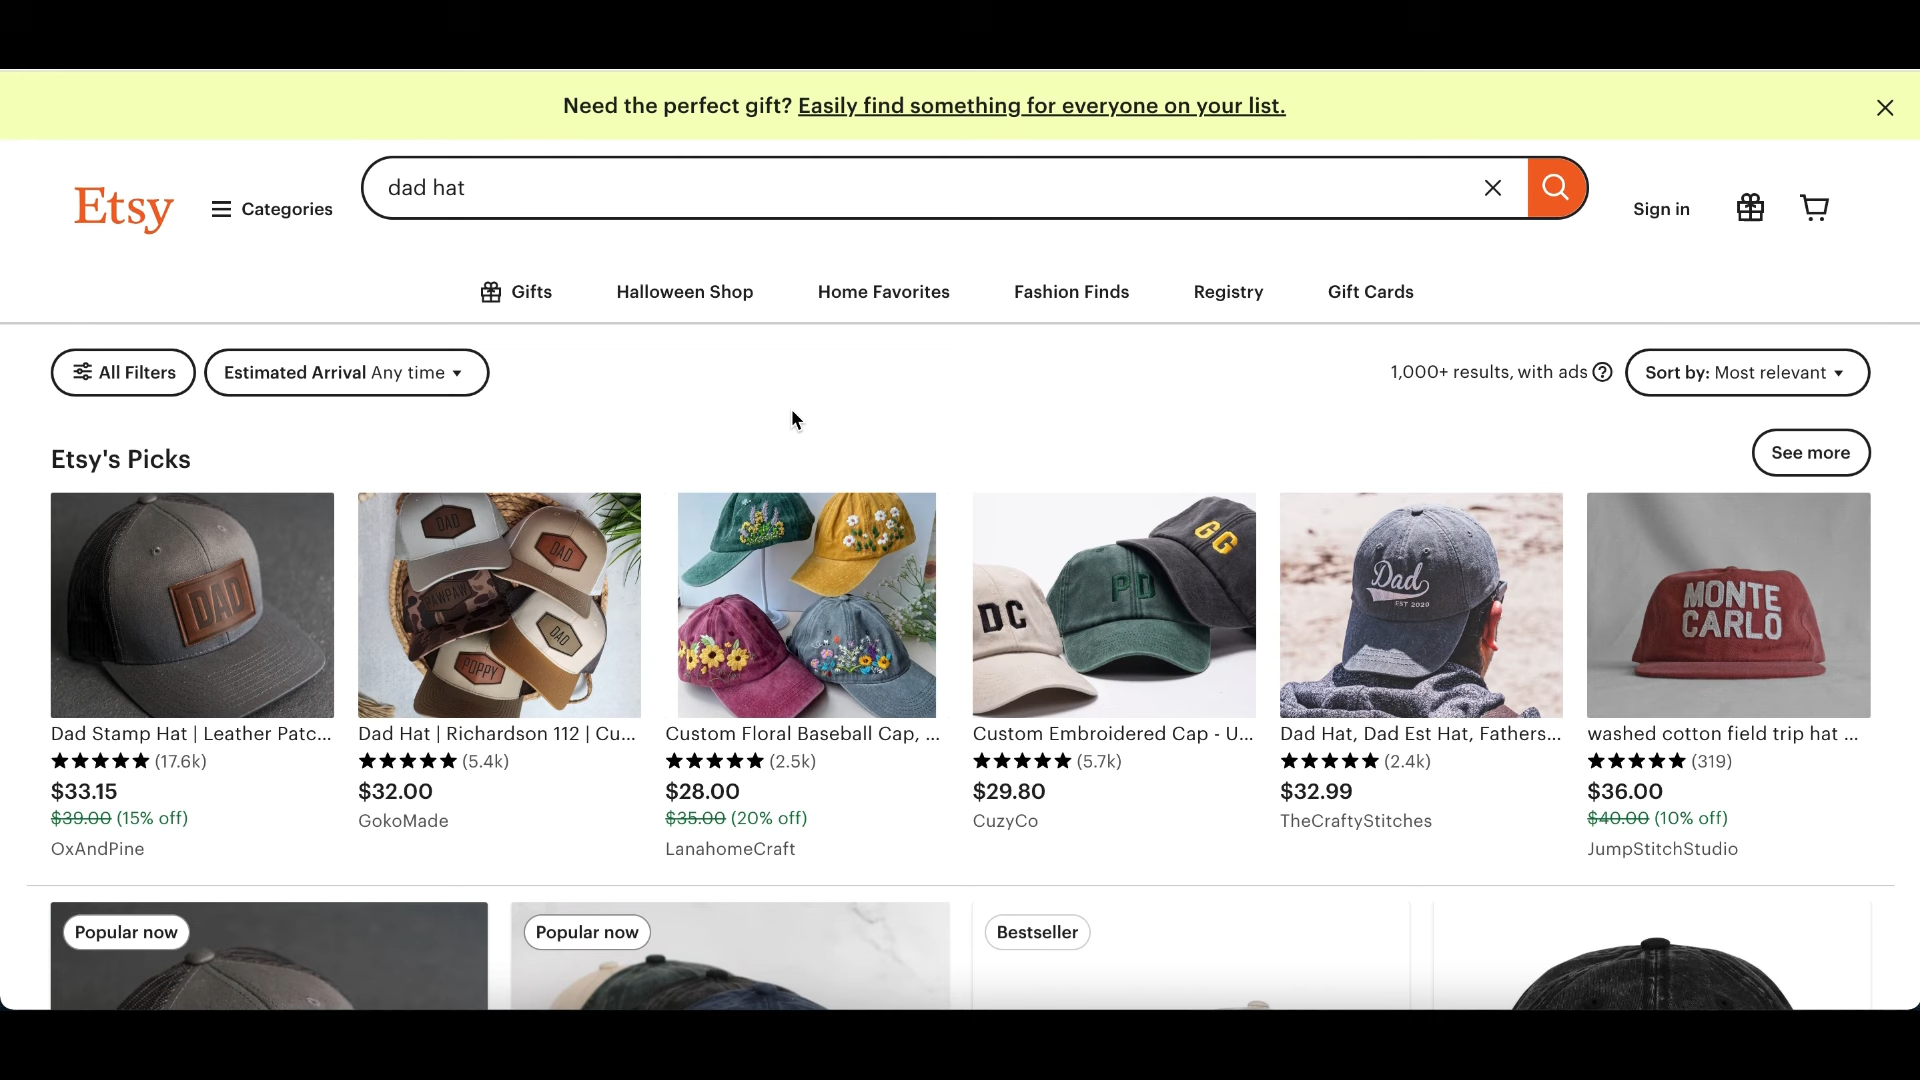 Need the perfect gift? Easily find something for everyone on your list.
Etsy
Categories
dad hat
Sign in
Gifts
Halloween Shop
Home Favorites
Fashion Finds
Registry
Gift Cards
All Filters
Estimated Arrival Any time
1,000+ results, with ads
Sort by: Most relevant
Etsy's Picks
See more
DAD
DAD
DAD
PAWPAW
DAD
POPPY
DC
PD
GG
Dad
EST 2020
MONTE
CARLO
Dad Stamp Hat | Leather Patc...
★★★★★ (17.6k)
$33.15
$39.00 (15% off)
OxAndPine
Dad Hat | Richardson 112 | Cu...
★★★★★ (5.4k)
$32.00
GokoMade
Custom Floral Baseball Cap, ...
★★★★★ (2.5k)
$28.00
$35.00 (20% off)
LanahomeCraft
Custom Embroidered Cap - U...
★★★★★ (5.7k)
$29.80
CuzyCo
Dad Hat, Dad Est Hat, Fathers...
★★★★★ (2.4k)
$32.99
TheCraftyStitches
washed cotton field trip hat ...
★★★★★ (319)
$36.00
$40.00 (10% off)
JumpStitchStudio
Popular now
Popular now
Bestseller